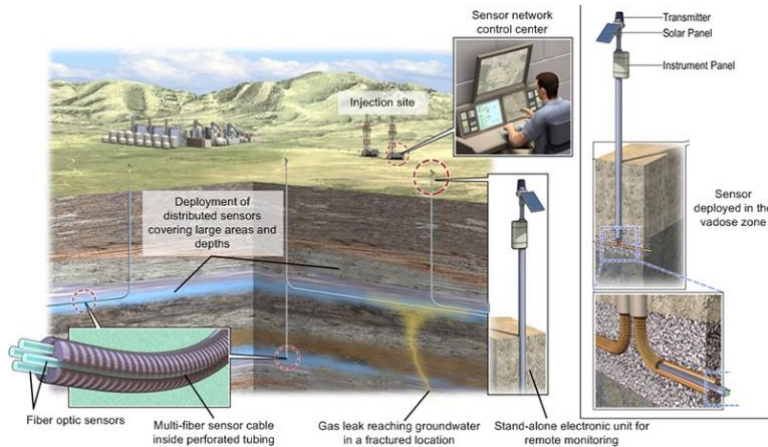 Sensor network
control center
Transmitter
Solar Panel
Instrument Panel
Injection site
Deployment of
distributed sensors
covering large areas and
depths
Sensor
deployed in the
vadose zone
Fiber optic sensors
Multi-fiber sensor cable
inside perforated tubing
Gas leak reaching groundwater
in a fractured location
Stand-alone electronic unit for
remote monitoring